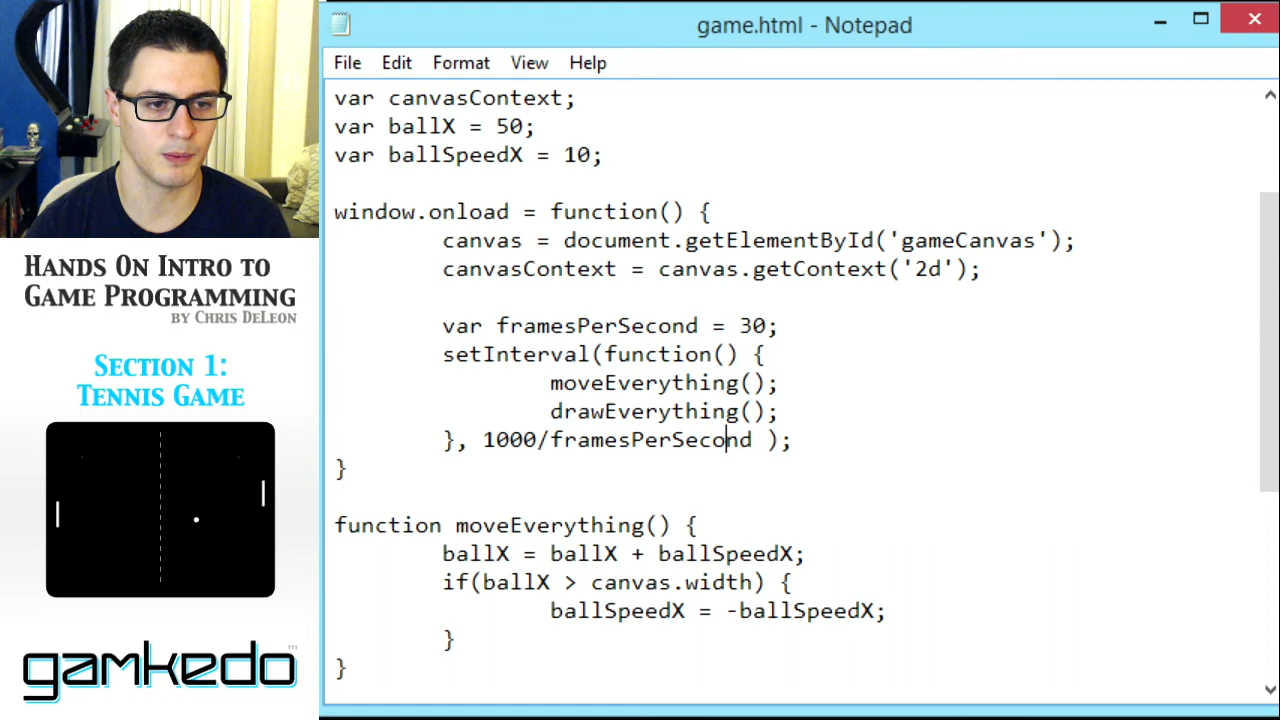 game.html - Notepad
File Edit Format View Help
var canvasContext;
var ballX = 50;
var ballSpeedX = 10;
window.onload = function() {
canvas = document.getElementById('gameCanvas');
canvasContext = canvas.getContext('2d');
var framesPerSecond = 30;
setInterval(function() {
moveEverything();
drawEverything();
}, 1000/framesPerSecond );
}
function moveEverything() {
ballX = ballX + ballSpeedX;
if(ballX > canvas.width) {
ballSpeedX = -ballSpeedX;
}
}
Hands On Intro to
Game Programming
by Chris DeLeon
Section 1:
Tennis Game
gamkedo™